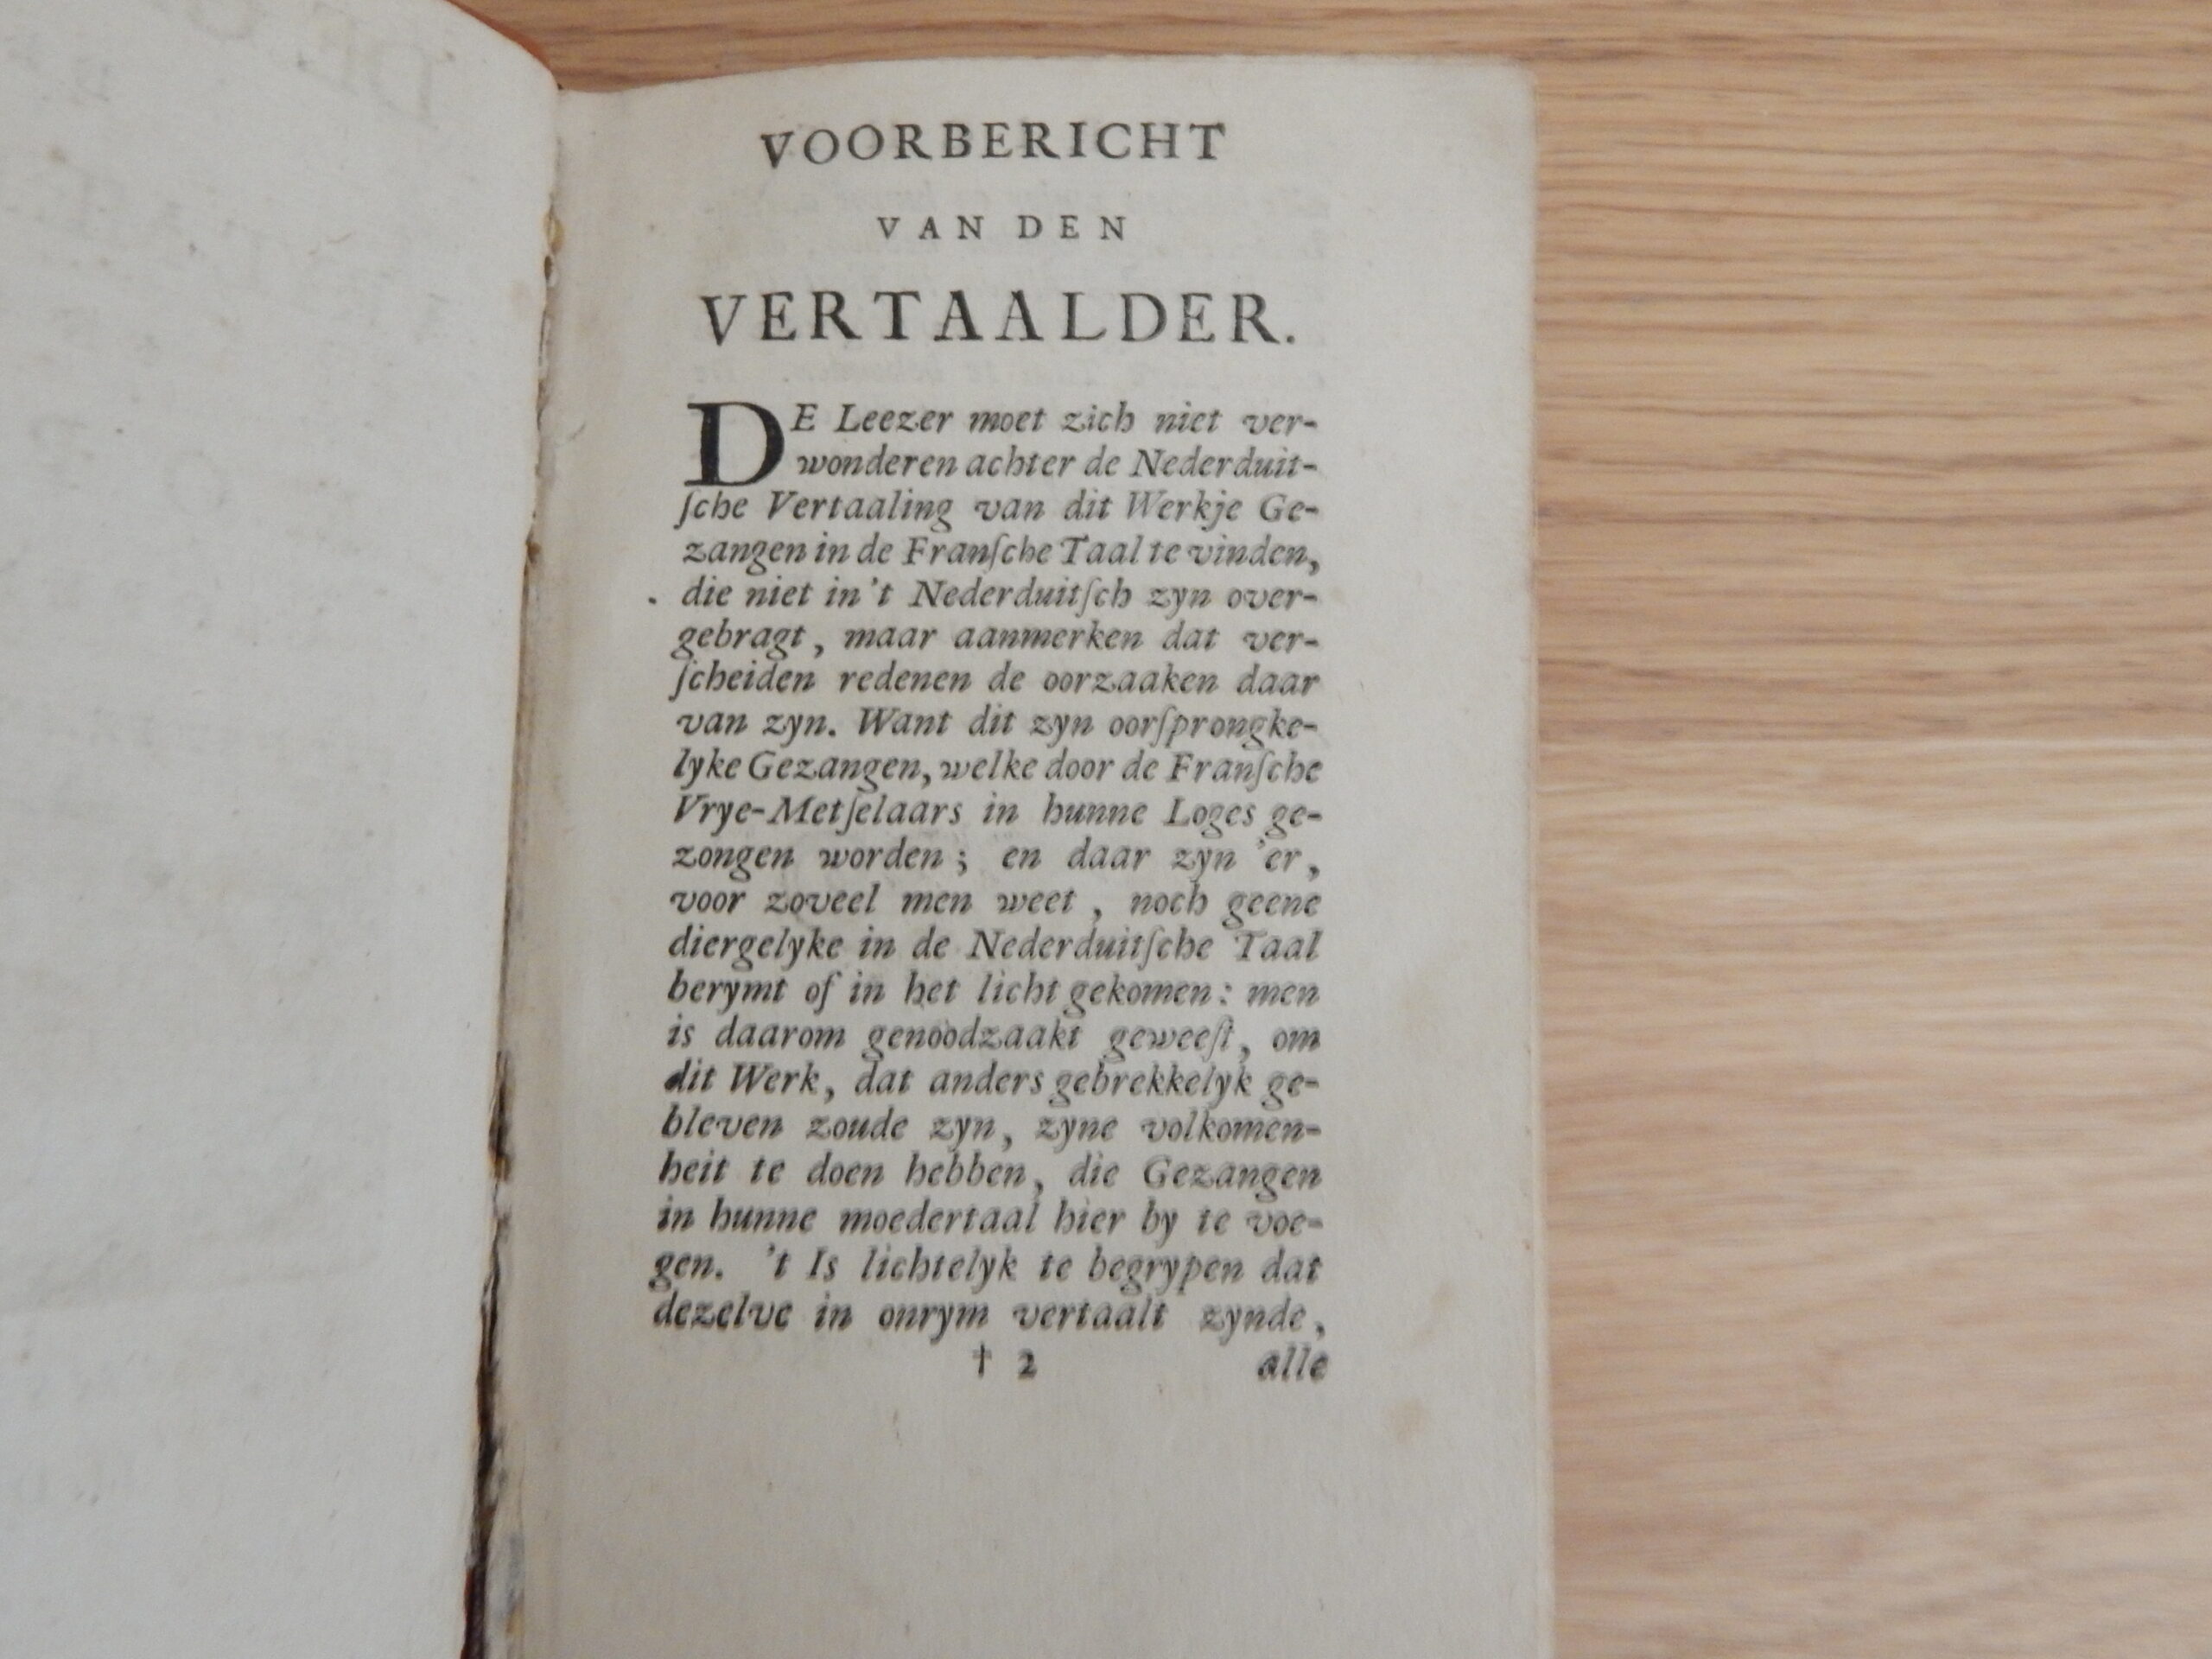 VOORBERICHT
VAN DEN
VERTAALDER.
DE Leezer moet zich niet ver-
wonderen achter de Nederduit-
ſche Vertaaling van dit Werkje Ge-
zangen in de Franſche Taal te vinden,
die niet in 't Nederduitſch zyn over-
gebragt, maar aanmerken dat ver-
ſcheiden redenen de oorzaaken daar
van zyn. Want dit zyn oorſprongke-
lyke Gezangen, welke door de Franſche
Vrye-Metſelaars in hunne Loges ge-
zongen worden; en daar zyn 'er,
voor zoveel men weet, noch geene
diergelyke in de Nederduitſche Taal
berymt of in het licht gekomen: men
is daarom genoodzaakt geweeſt, om
dit Werk, dat anders gebrekkelyk ge-
bleven zoude zyn, zyne volkomen-
heit te doen hebben, die Gezangen
in hunne moedertaal hier by te voe-
gen. 't Is lichtelyk te begrypen dat
dezelve in onrym vertaalt zynde,
† 2 alle